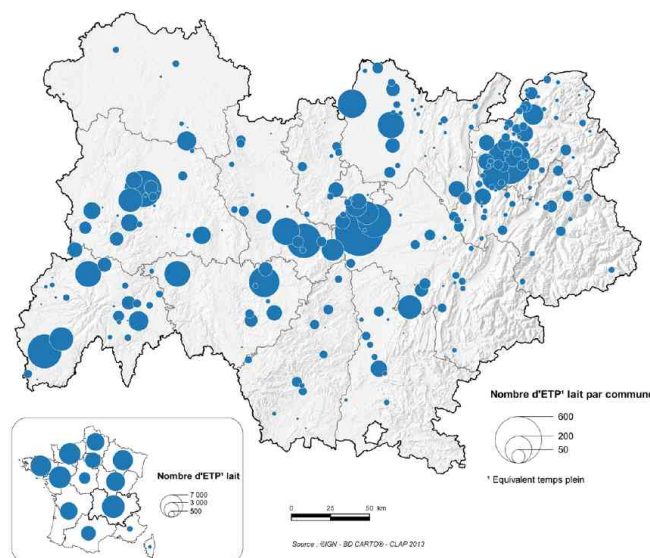 Nombre d'ETP¹ lait par commune
600
200
50
¹ Equivalent temps plein
Nombre d'ETP¹ lait
7 000
3 000
500
0 25 50 km
Source : ©IGN - BD CARTO® - CLAP 2013